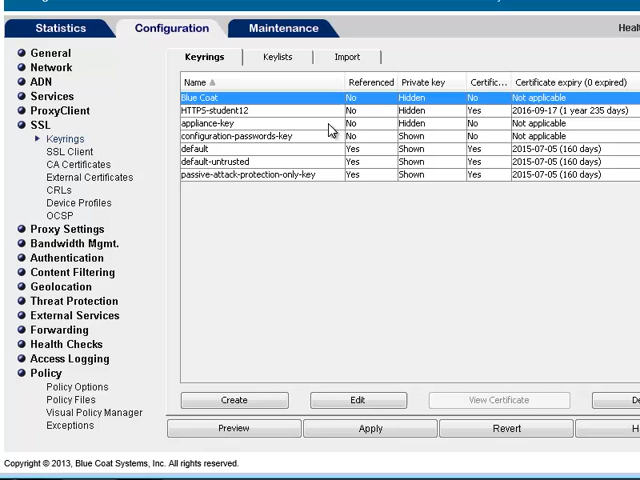 Statistics Configuration Maintenance Heal
Keyrings Keylists Import
Name Referenced Private key Certific... Certificate expiry (0 expired)
Blue Coat No Hidden No Not applicable
HTTPS-student12 No Hidden Yes 2016-09-17 (1 year 235 days)
appliance-key No Hidden No Not applicable
configuration-passwords-key No Shown No Not applicable
default Yes Shown Yes 2015-07-05 (160 days)
default-untrusted Yes Shown Yes 2015-07-05 (160 days)
passive-attack-protection-only-key Yes Shown Yes 2015-07-05 (160 days)
General
Network
ADN
Services
ProxyClient
SSL
Keyrings
SSL Client
CA Certificates
External Certificates
CRLs
Device Profiles
OCSP
Proxy Settings
Bandwidth Mgmt.
Authentication
Content Filtering
Geolocation
Threat Protection
External Services
Forwarding
Health Checks
Access Logging
Policy
Policy Options
Policy Files
Visual Policy Manager
Exceptions
Create Edit View Certificate De
Preview Apply Revert H
Copyright © 2013, Blue Coat Systems, Inc. All rights reserved.